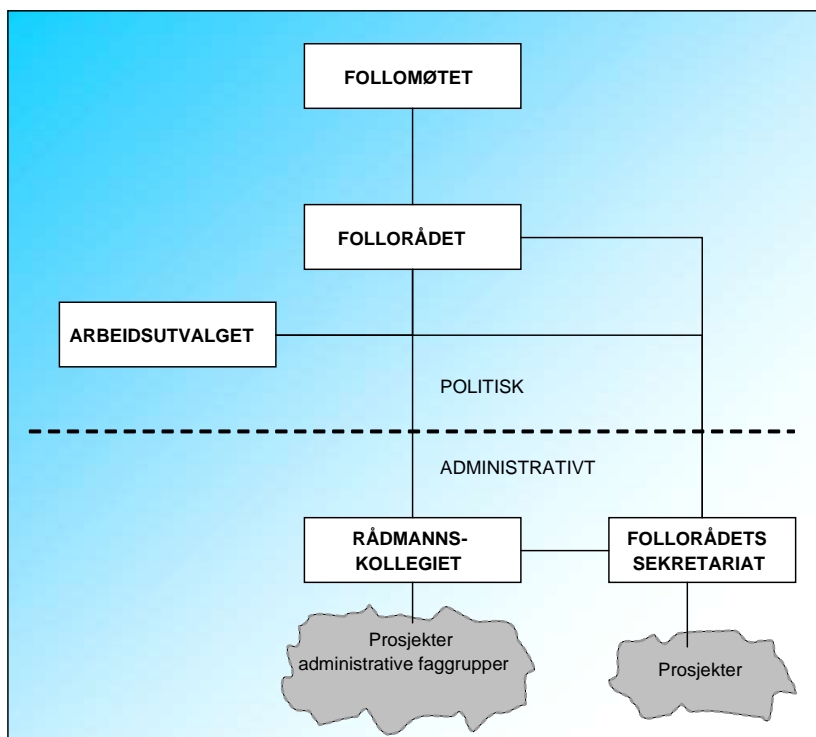 FOLLOMØTET
FOLLORÅDET
ARBEIDSUTVALGET
POLITISK
ADMINISTRATIVT
RÅDMANNS-
KOLLEGIET
FOLLORÅDETS
SEKRETARIAT
Prosjekter
administrative faggrupper
Prosjekter